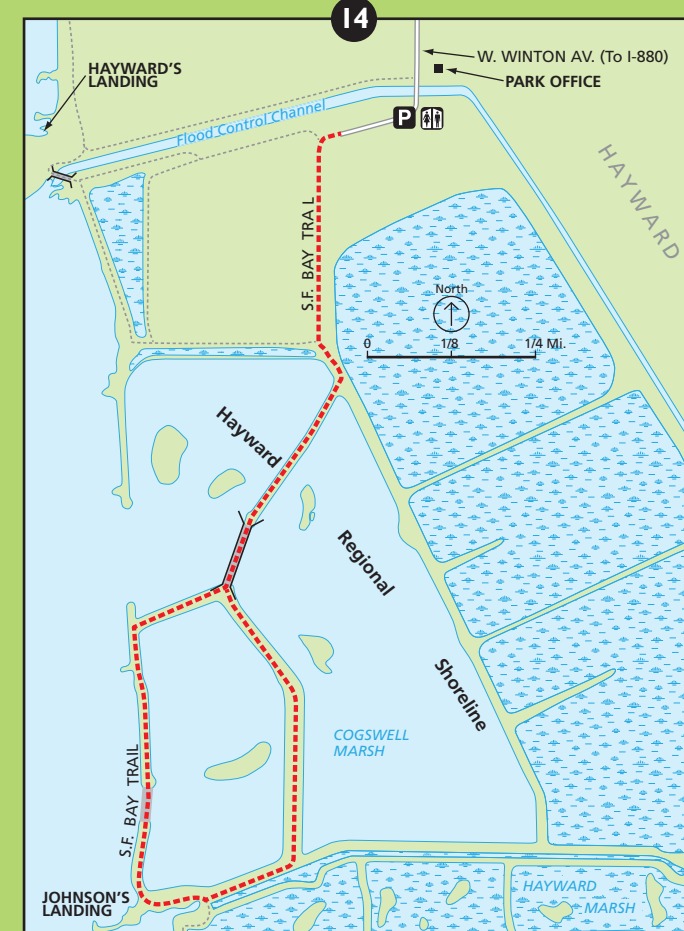 14
W. WINTON AV. (To I-880)
PARK OFFICE
HAYWARD'S
LANDING
Flood Control Channel
P
HAYWARD
S.F. BAY TRAIL
North
0 1/8 1/4 Mi.
Hayward
Regional
Shoreline
COGSWELL
MARSH
S.F. BAY TRAIL
JOHNSON'S
LANDING
HAYWARD
MARSH